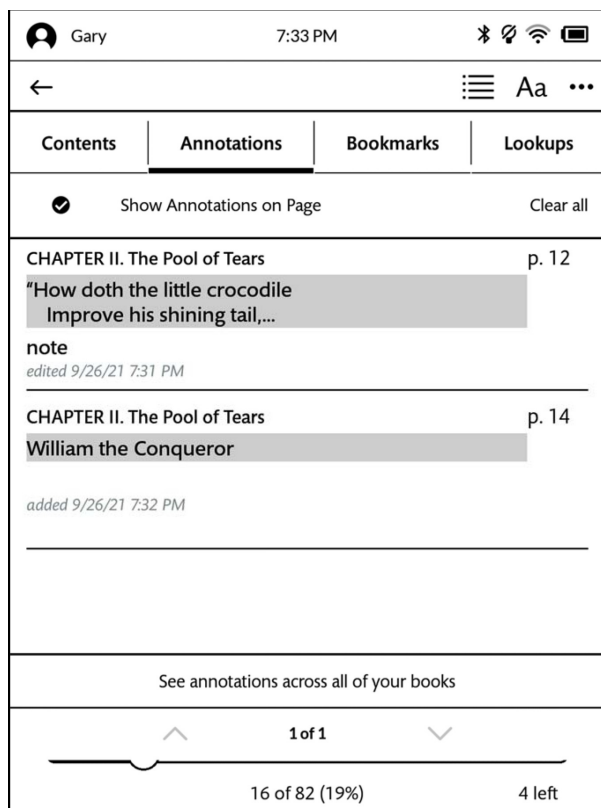 Gary 7:33 PM
Aa
Contents Annotations Bookmarks Lookups
Show Annotations on Page Clear all
CHAPTER II. The Pool of Tears p. 12
“How doth the little crocodile
Improve his shining tail,...
note
edited 9/26/21 7:31 PM
CHAPTER II. The Pool of Tears p. 14
William the Conqueror
added 9/26/21 7:32 PM
See annotations across all of your books
1 of 1
16 of 82 (19%) 4 left